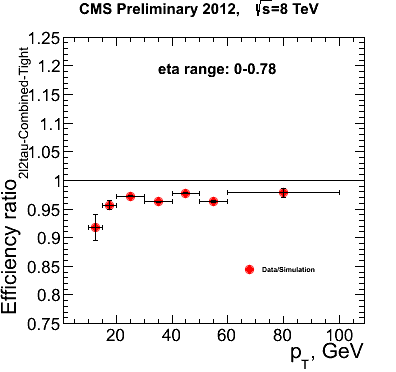 CMS Preliminary 2012, √s=8 TeV
eta range: 0-0.78
Efficiency ratio 2l2tau-Combined-Tight
1.25
1.2
1.15
1.1
1.05
1
0.95
0.9
0.85
0.8
0.75
Data/Simulation
20 40 60 80 100
p_T, GeV